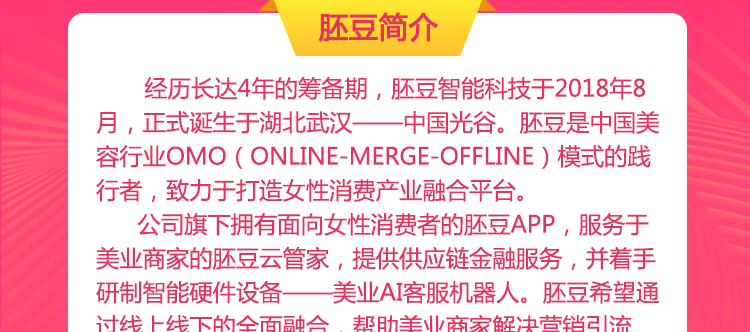 胚豆简介
经历长达4年的筹备期，胚豆智能科技于2018年8
月，正式诞生于湖北武汉——中国光谷。胚豆是中国美
容行业OMO（ONLINE-MERGE-OFFLINE）模式的践
行者，致力于打造女性消费产业融合平台。
公司旗下拥有面向女性消费者的胚豆APP，服务于
美业商家的胚豆云管家，提供供应链金融服务，并着手
研制智能硬件设备——美业AI客服机器人。胚豆希望通
过线上线下的全面融合，帮助美业商家解决营销引流